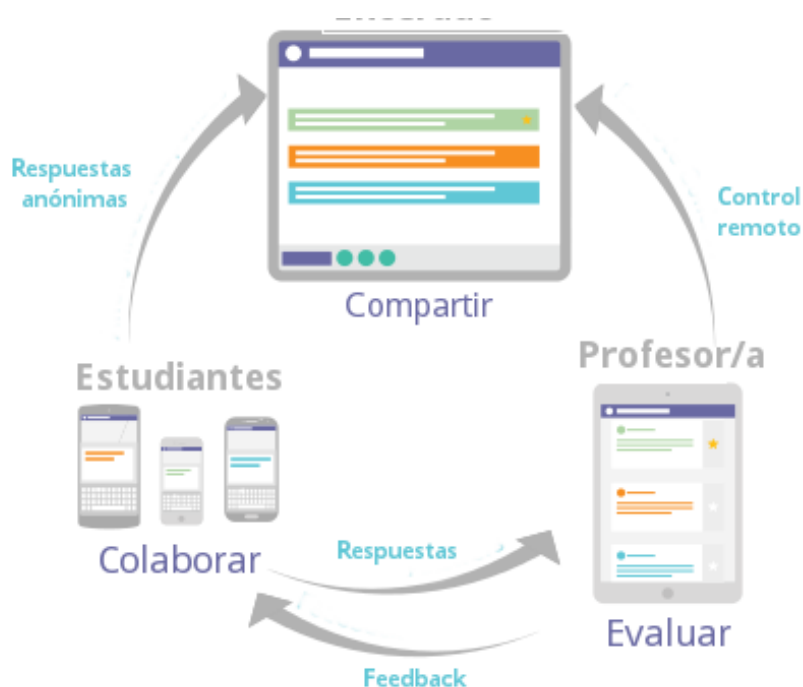 Respuestas
anónimas
Control
remoto
Compartir
Estudiantes
Profesor/a
Colaborar
Respuestas
Evaluar
Feedback